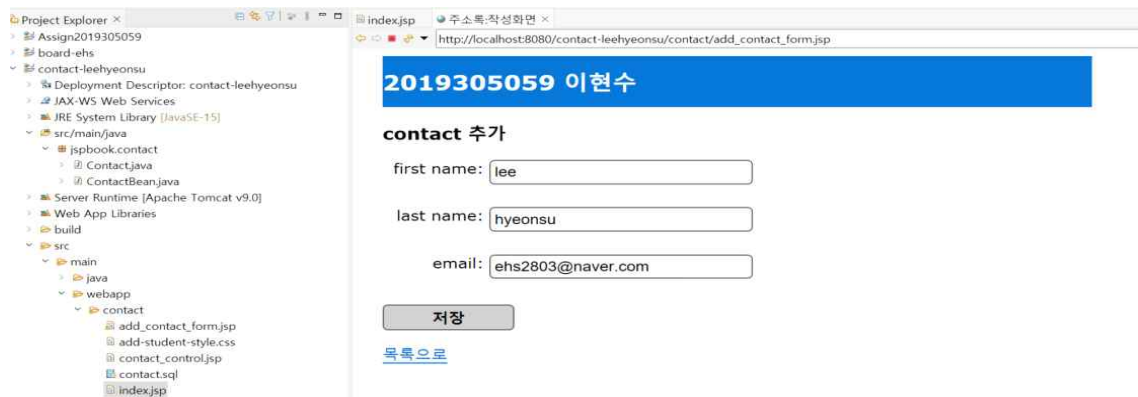 Project Explorer
Assign2019305059
board-ehs
contact-leehyeonsu
Deployment Descriptor: contact-leehyeonsu
JAX-WS Web Services
JRE System Library [JavaSE-15]
src/main/java
jspbook.contact
Contact.java
ContactBean.java
Server Runtime [Apache Tomcat v9.0]
Web App Libraries
build
src
main
java
webapp
contact
add_contact_form.jsp
add-student-style.css
contact_control.jsp
contact.sql
index.jsp
index.jsp 주소록:작성화면
http://localhost:8080/contact-leehyeonsu/contact/add_contact_form.jsp
2019305059 이현수
contact 추가
first name: lee
last name: hyeonsu
email: ehs2803@naver.com
저장
목록으로